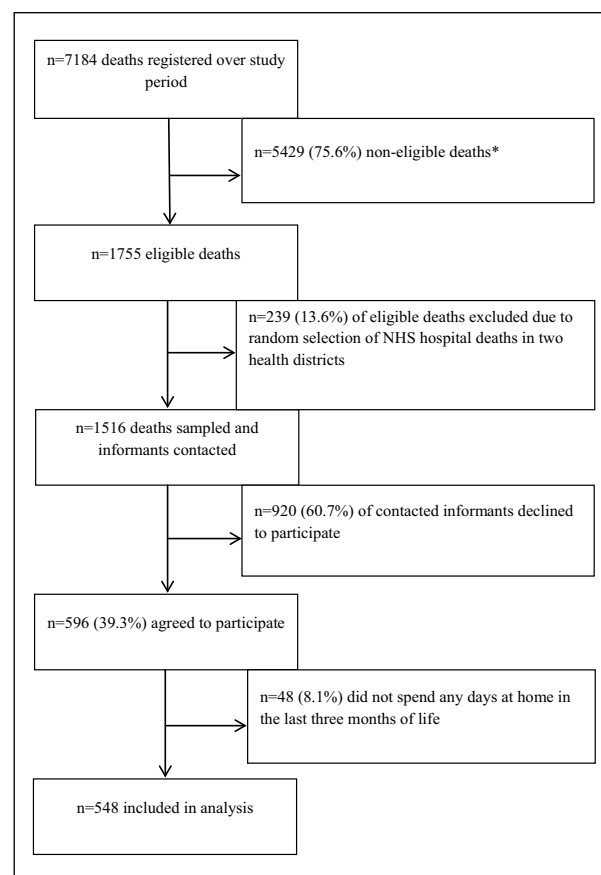 n=7184 deaths registered over study
period
n=5429 (75.6%) non-eligible deaths*
n=1755 eligible deaths
n=239 (13.6%) of eligible deaths excluded due to
random selection of NHS hospital deaths in two
health districts
n=1516 deaths sampled and
informants contacted
n=920 (60.7%) of contacted informants declined
to participate
n=596 (39.3%) agreed to participate
n=48 (8.1%) did not spend any days at home in
the last three months of life
n=548 included in analysis